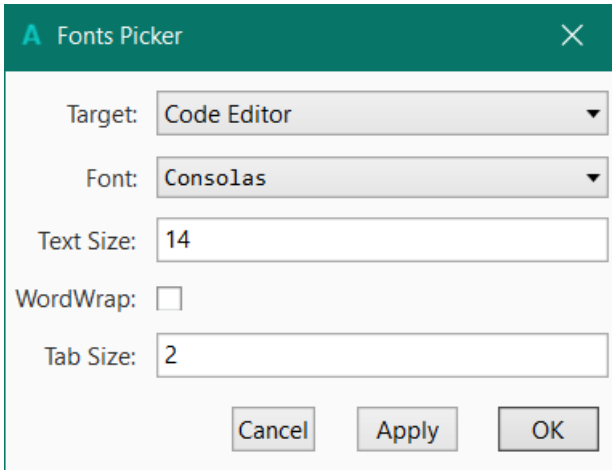 A Fonts Picker
Target: Code Editor
Font: Consolas
Text Size: 14
WordWrap:
Tab Size: 2
Cancel Apply OK